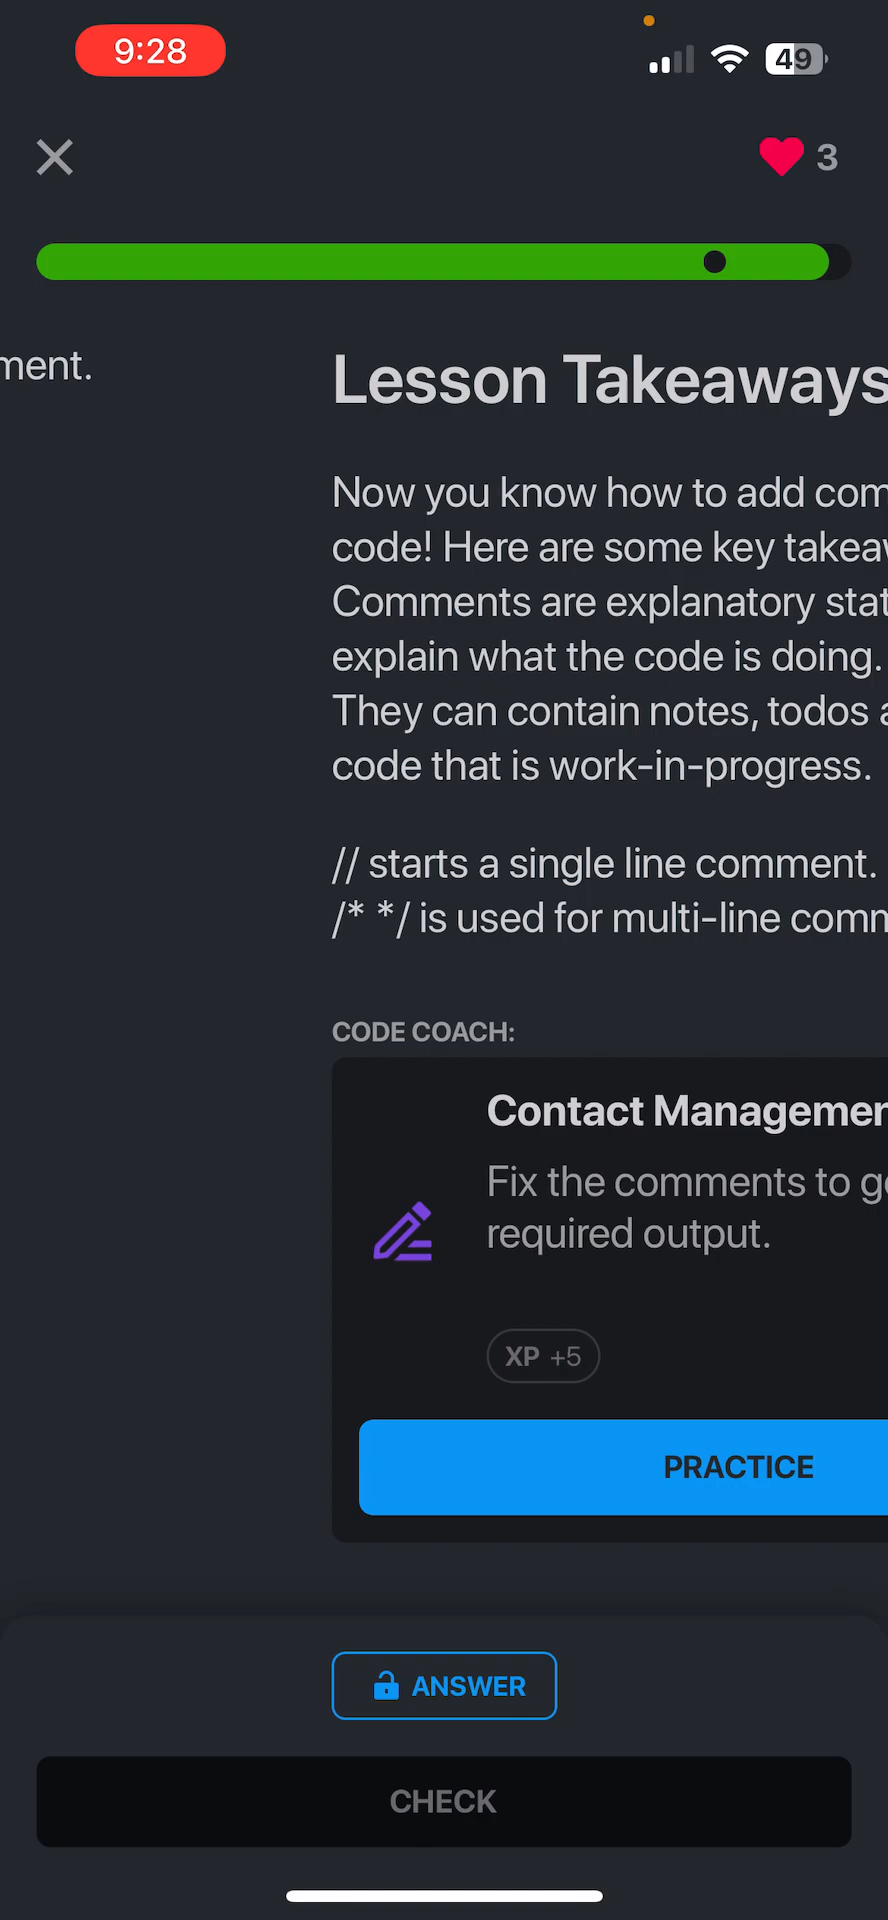 9:28
49
3
ment.
Lesson Takeaways
Now you know how to add com
code! Here are some key takeaw
Comments are explanatory stat
explain what the code is doing.
They can contain notes, todos a
code that is work-in-progress.
// starts a single line comment.
/* */ is used for multi-line comm
CODE COACH:
Contact Managemen
Fix the comments to ge
required output.
XP +5
PRACTICE
ANSWER
CHECK